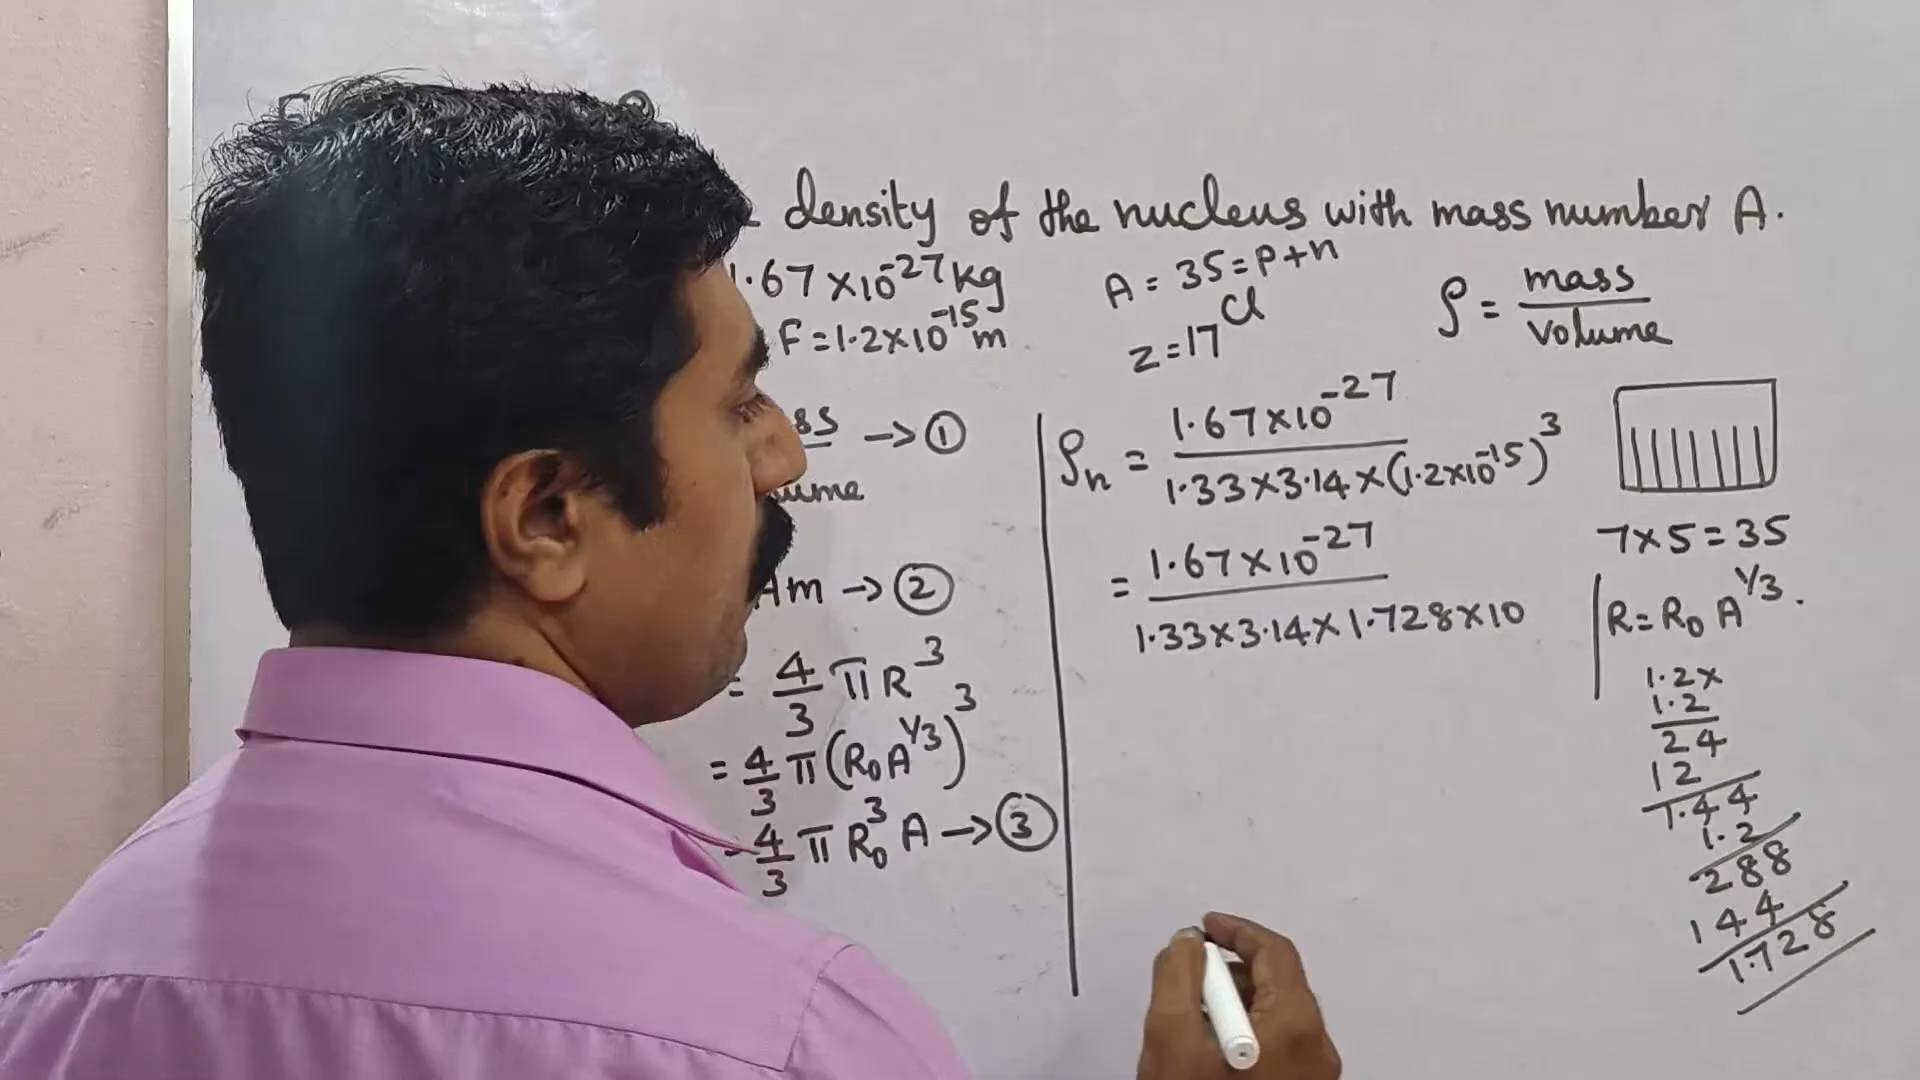 density of the nucleus with mass number A.
1.67×10⁻²⁷kg
F=1.2×10⁻¹⁵m
A = 35 = P+n
Cl
Z=17
ρ = mass
volume
→ ①
ume
Am → ②
= 4/3 π R³
= 4/3 π (R₀A^1/3)³
= 4/3 π R₀³ A → ③
ρₙ = 1.67×10⁻²⁷
1.33×3.14×(1.2×10⁻¹⁵)³
= 1.67×10⁻²⁷
1.33×3.14×1.728×10
7×5=35
R=R₀ A^1/3.
1.2×
1.2
24
12
1.44
1.2
288
144
1.728